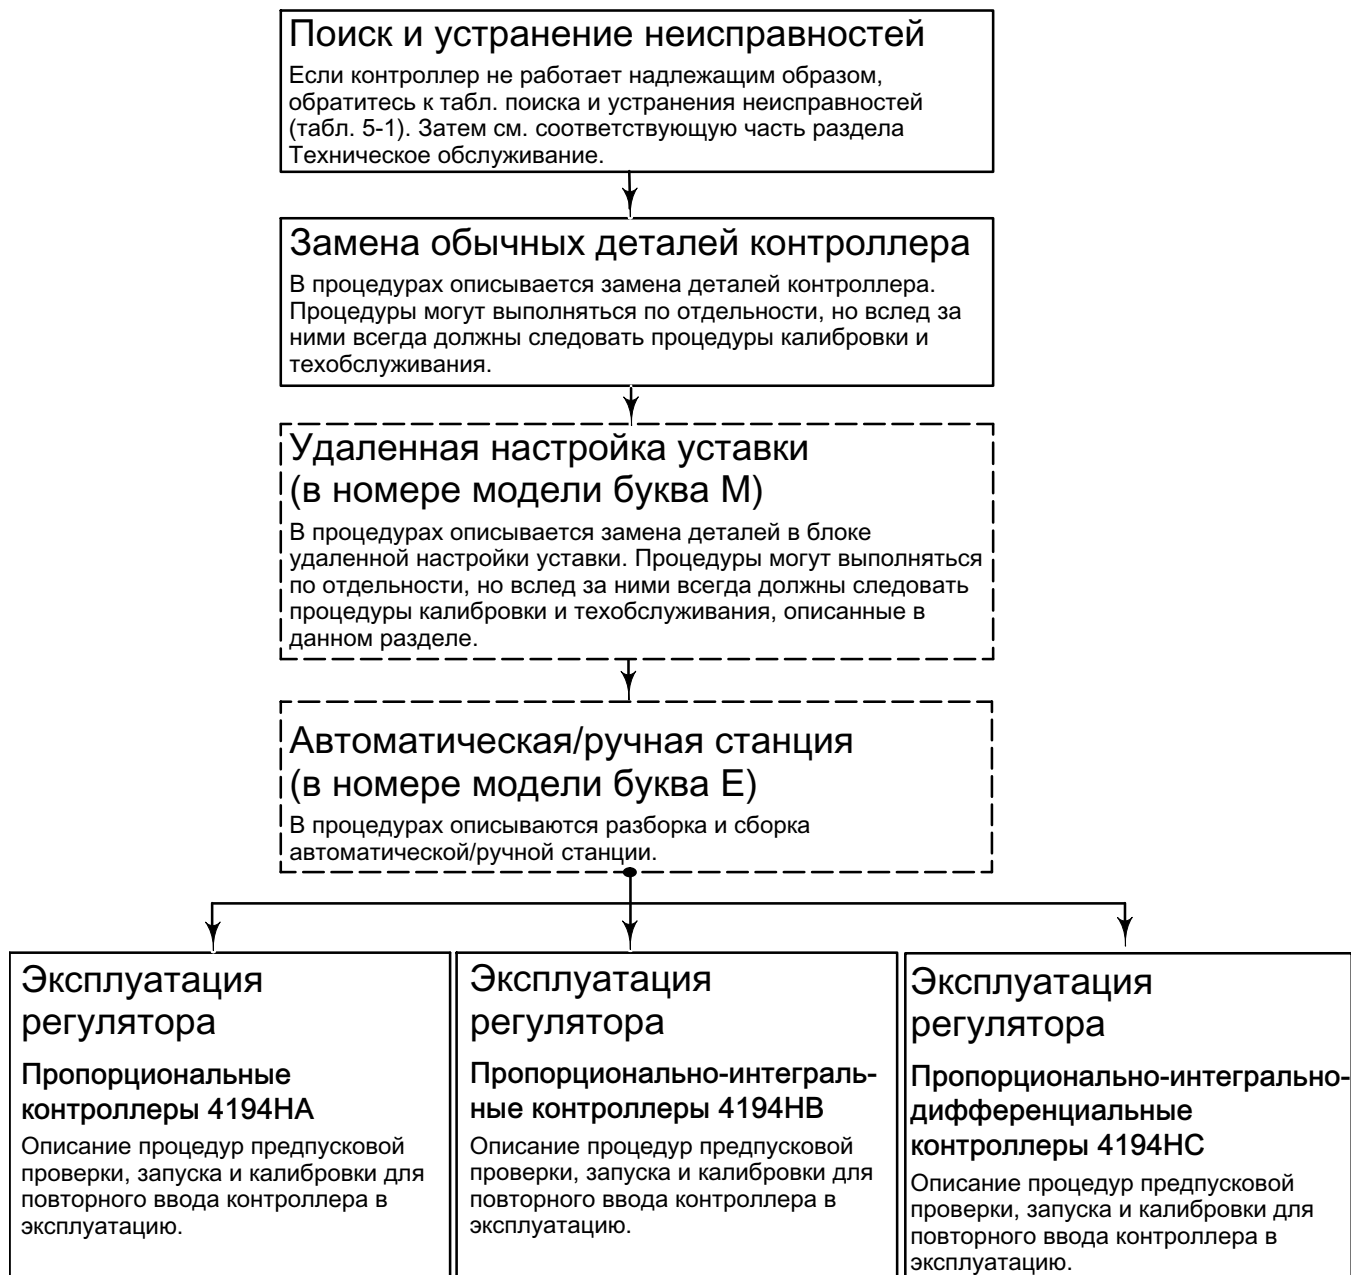 Поиск и устранение неисправностей
Если контроллер не работает надлежащим образом,
обратитесь к табл. поиска и устранения неисправностей
(табл. 5-1). Затем см. соответствующую часть раздела
Техническое обслуживание.
Замена обычных деталей контроллера
В процедурах описывается замена деталей контроллера.
Процедуры могут выполняться по отдельности, но вслед за
ними всегда должны следовать процедуры калибровки и
техобслуживания.
Удаленная настройка уставки
(в номере модели буква М)
В процедурах описывается замена деталей в блоке
удаленной настройки уставки. Процедуры могут выполняться
по отдельности, но вслед за ними всегда должны следовать
процедуры калибровки и техобслуживания, описанные в
данном разделе.
Автоматическая/ручная станция
(в номере модели буква Е)
В процедурах описываются разборка и сборка
автоматической/ручной станции.
Эксплуатация
регулятора
Пропорциональные
контроллеры 4194HA
Описание процедур предпусковой
проверки, запуска и калибровки для
повторного ввода контроллера в
эксплуатацию.
Эксплуатация
регулятора
Пропорционально-интеграль-
ные контроллеры 4194HB
Описание процедур предпусковой
проверки, запуска и калибровки для
повторного ввода контроллера в
эксплуатацию.
Эксплуатация
регулятора
Пропорционально-интегрально-
дифференциальные
контроллеры 4194HC
Описание процедур предпусковой
проверки, запуска и калибровки для
повторного ввода контроллера в
эксплуатацию.